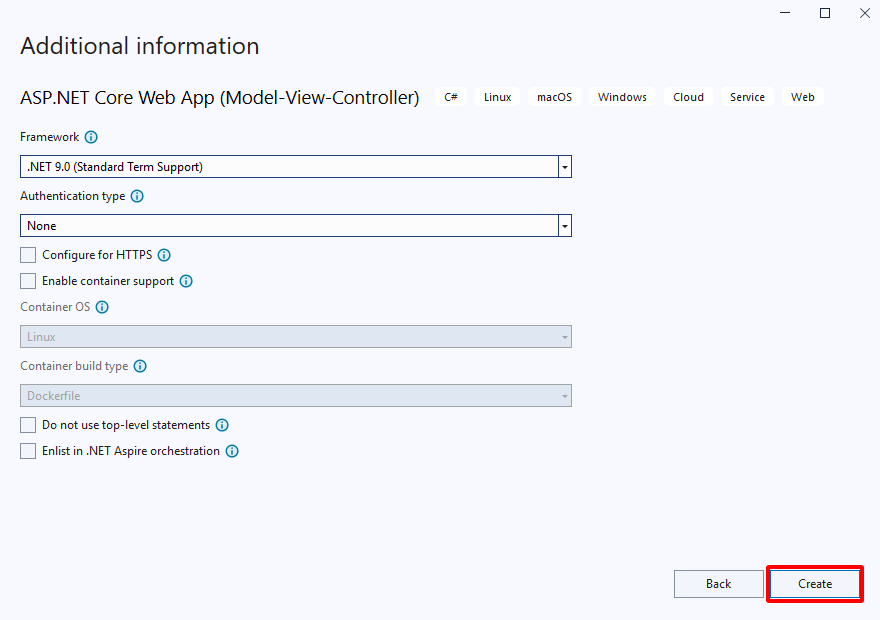 Additional information
ASP.NET Core Web App (Model-View-Controller) C# Linux macOS Windows Cloud Service Web
Framework
.NET 9.0 (Standard Term Support)
Authentication type
None
Configure for HTTPS
Enable container support
Container OS
Linux
Container build type
Dockerfile
Do not use top-level statements
Enlist in .NET Aspire orchestration
Back Create